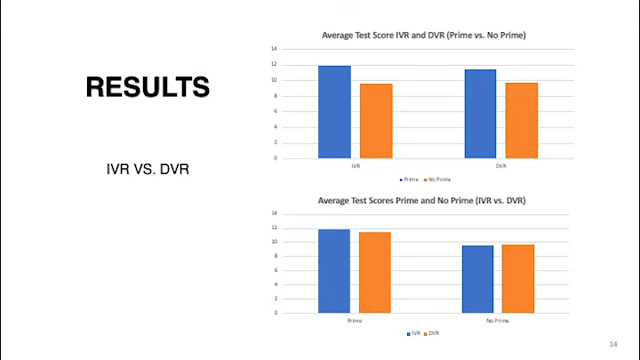 RESULTS
IVR VS. DVR
Average Test Score IVR and DVR (Prime vs. No Prime)
14
12
10
8
6
4
2
0
IVR DVR
Prime No Prime
Average Test Scores Prime and No Prime (IVR vs. DVR)
14
12
10
8
6
4
2
0
Prime No Prime
IVR DVR
14